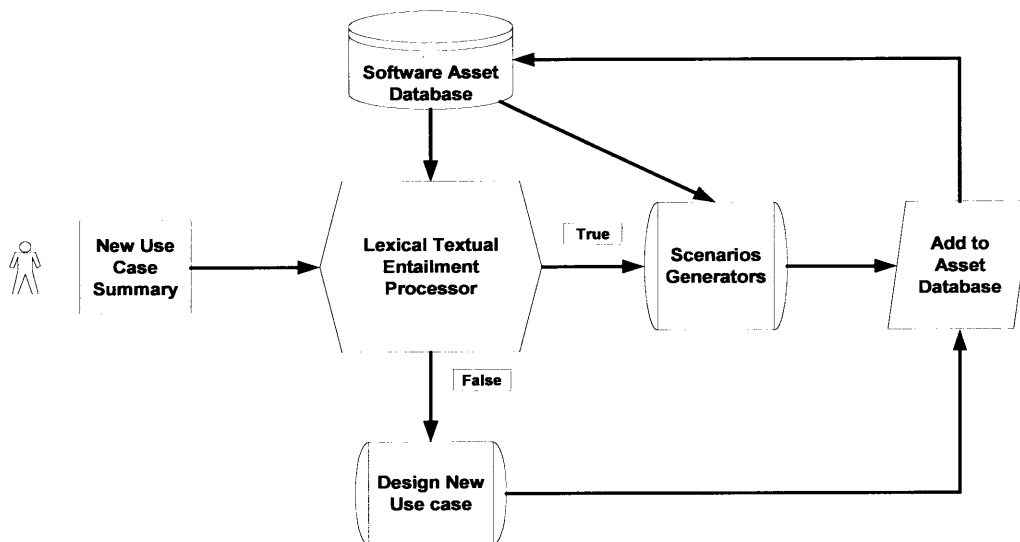 Software Asset
Database
New Use
Case
Summary
Lexical Textual
Entailment
Processor
True
Scenarios
Generators
Add to
Asset
Database
False
Design New
Use case